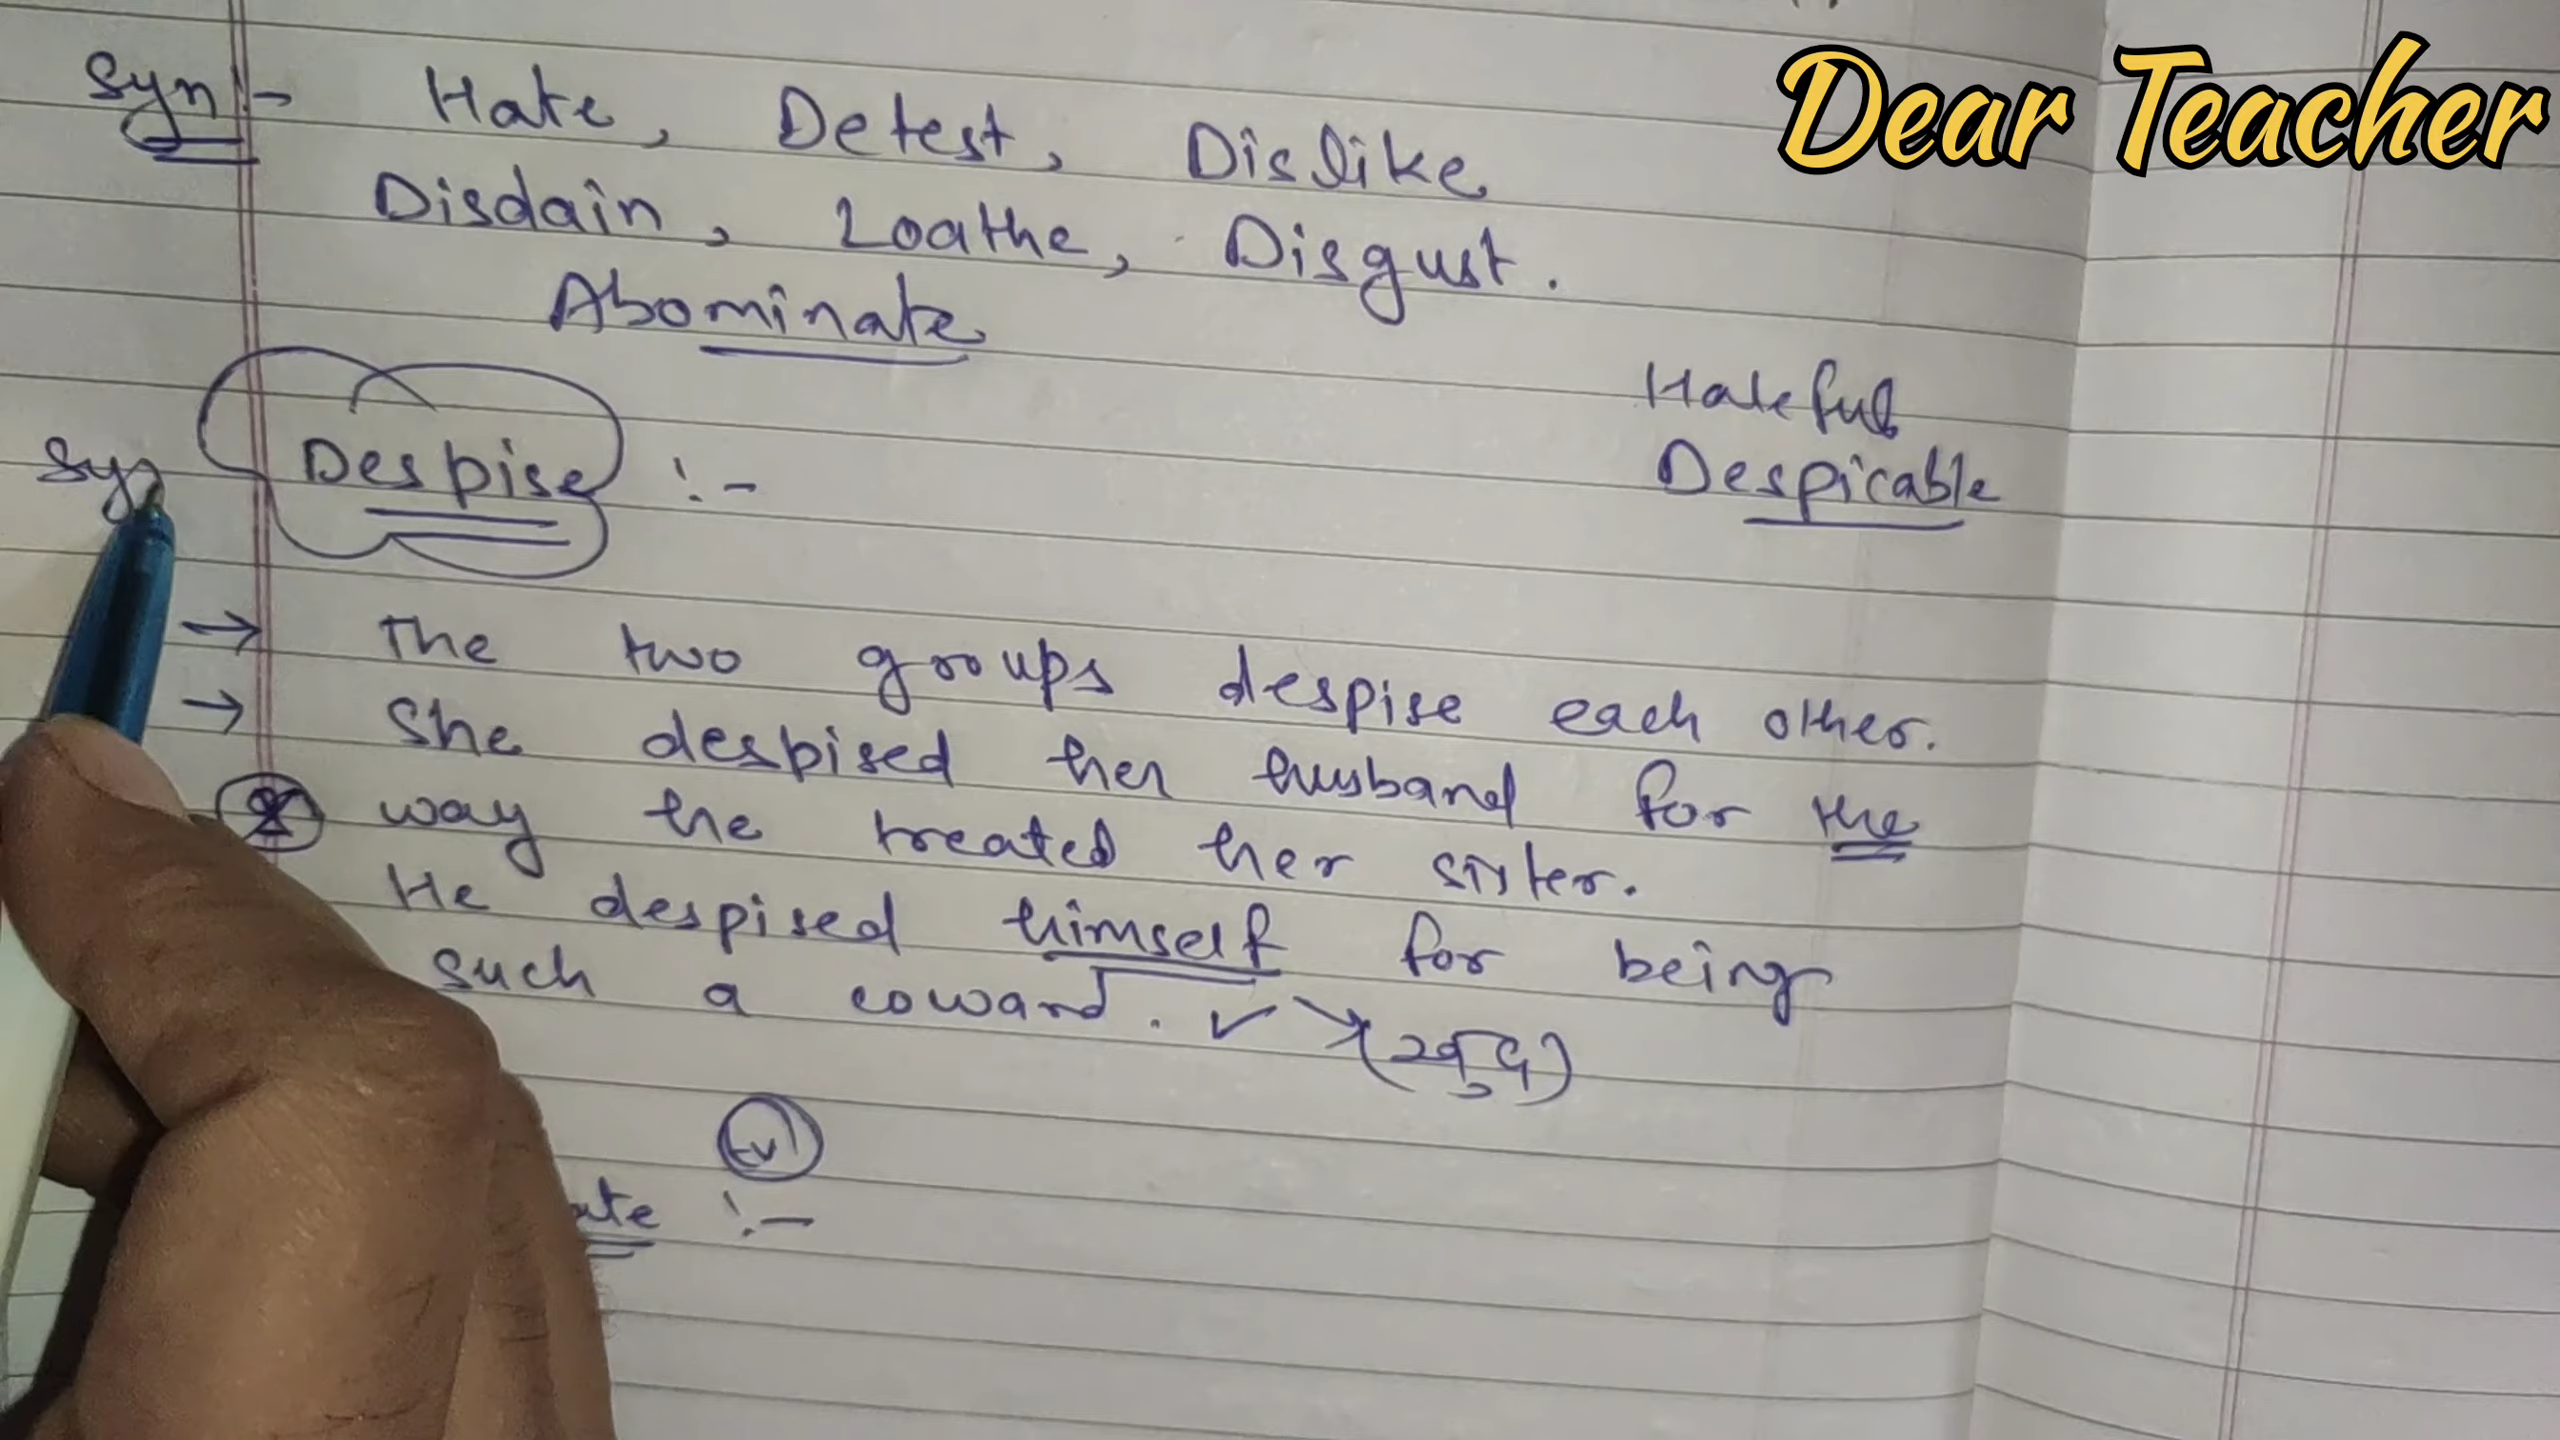 Dear Teacher
Syn :- Hate, Detest, Dislike
Disdain, Loathe, Disgust.
Abominate
Hateful
Syn Despise :- Despicable
→ The two groups despise each other.
→ She despised her husband for the
way he treated her sister.
He despised himself for being
such a coward. ✓ → (खुद)
ate :-